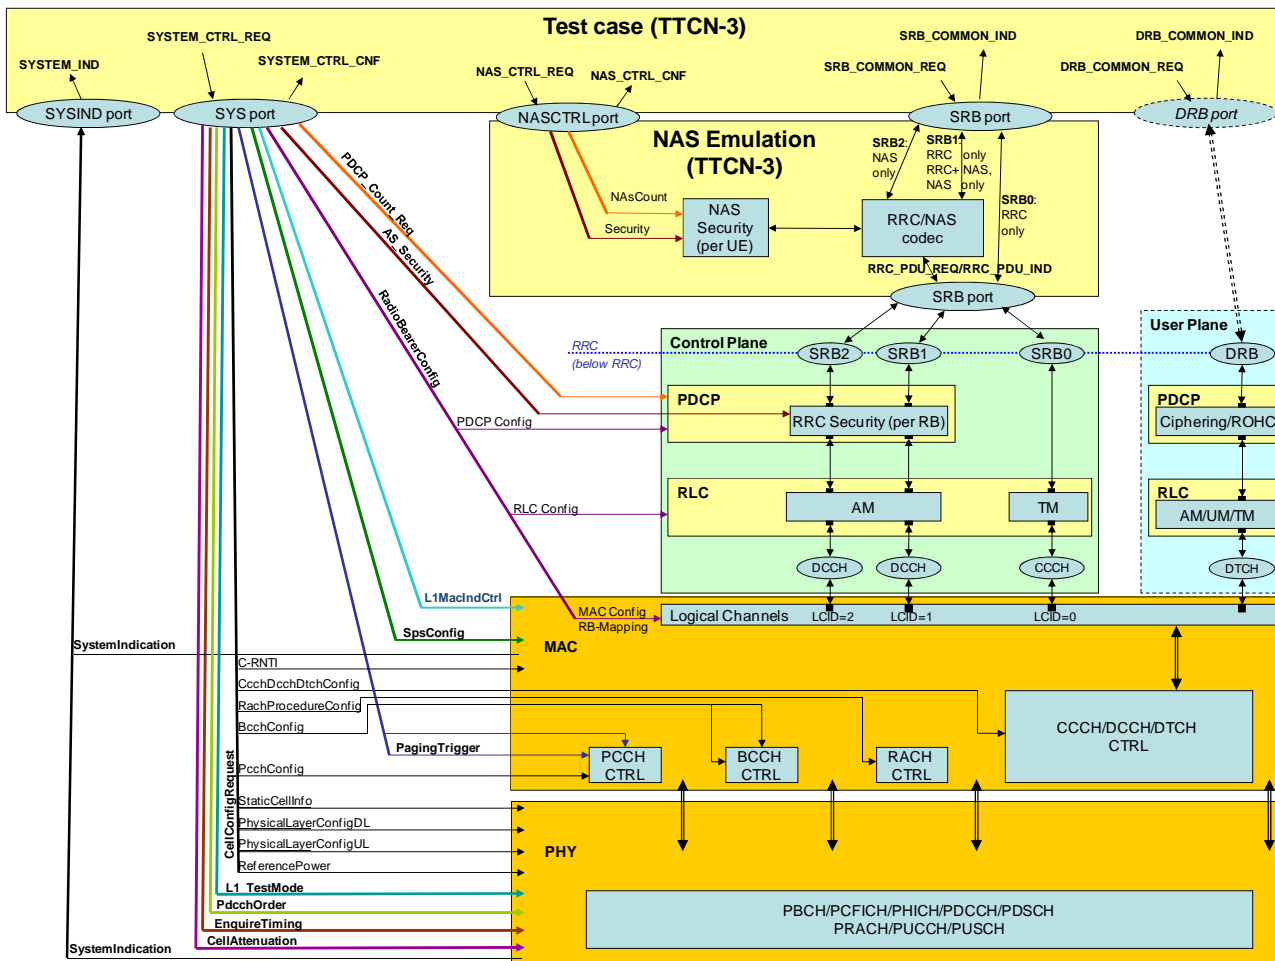 Test case (TTCN-3)
SYSTEM_CTRL_REQ
SYSTEM_IND
SYSTEM_CTRL_CNF
NAS_CTRL_REQ
NAS_CTRL_CNF
SRB_COMMON_IND
SRB_COMMON_REQ
DRB_COMMON_IND
DRB_COMMON_REQ
SYSIND port
SYS port
NASCTRL port
SRB port
DRB port
NAS Emulation
(TTCN-3)
SRB2:
NAS
only
SRB1:
RRC only
RRC+ NAS,
NAS only
SRB0:
RRC
only
PDCP_Count_Req
AS_Security
NAsCount
Security
NAS
Security
(per UE)
RRC/NAS
codec
RRC_PDU_REQ/RRC_PDU_IND
SRB port
RadioBearerConfig
RRC
(below RRC)
Control Plane
SRB2
SRB1
SRB0
User Plane
DRB
PDCP
RRC Security (per RB)
PDCP
Ciphering/ROHC
PDCP Config
RLC
AM
TM
RLC
AM/UM/TM
RLC Config
DCCH
DCCH
CCCH
DTCH
L1MacIndCtrl
MAC Config
RB-Mapping
Logical Channels
LCID=2
LCID=1
LCID=0
SpsConfig
MAC
SystemIndication
C-RNTI
CcchDcchDtchConfig
RachProcedureConfig
BcchConfig
PagingTrigger
PcchConfig
PCCH
CTRL
BCCH
CTRL
RACH
CTRL
CCCH/DCCH/DTCH
CTRL
CellConfigRequest
StaticCellInfo
PhysicalLayerConfigDL
PhysicalLayerConfigUL
ReferencePower
PHY
L1_TestMode
PdcchOrder
EnquireTiming
CellAttenuation
SystemIndication
PBCH/PCFICH/PHICH/PDCCH/PDSCH
PRACH/PUCCH/PUSCH